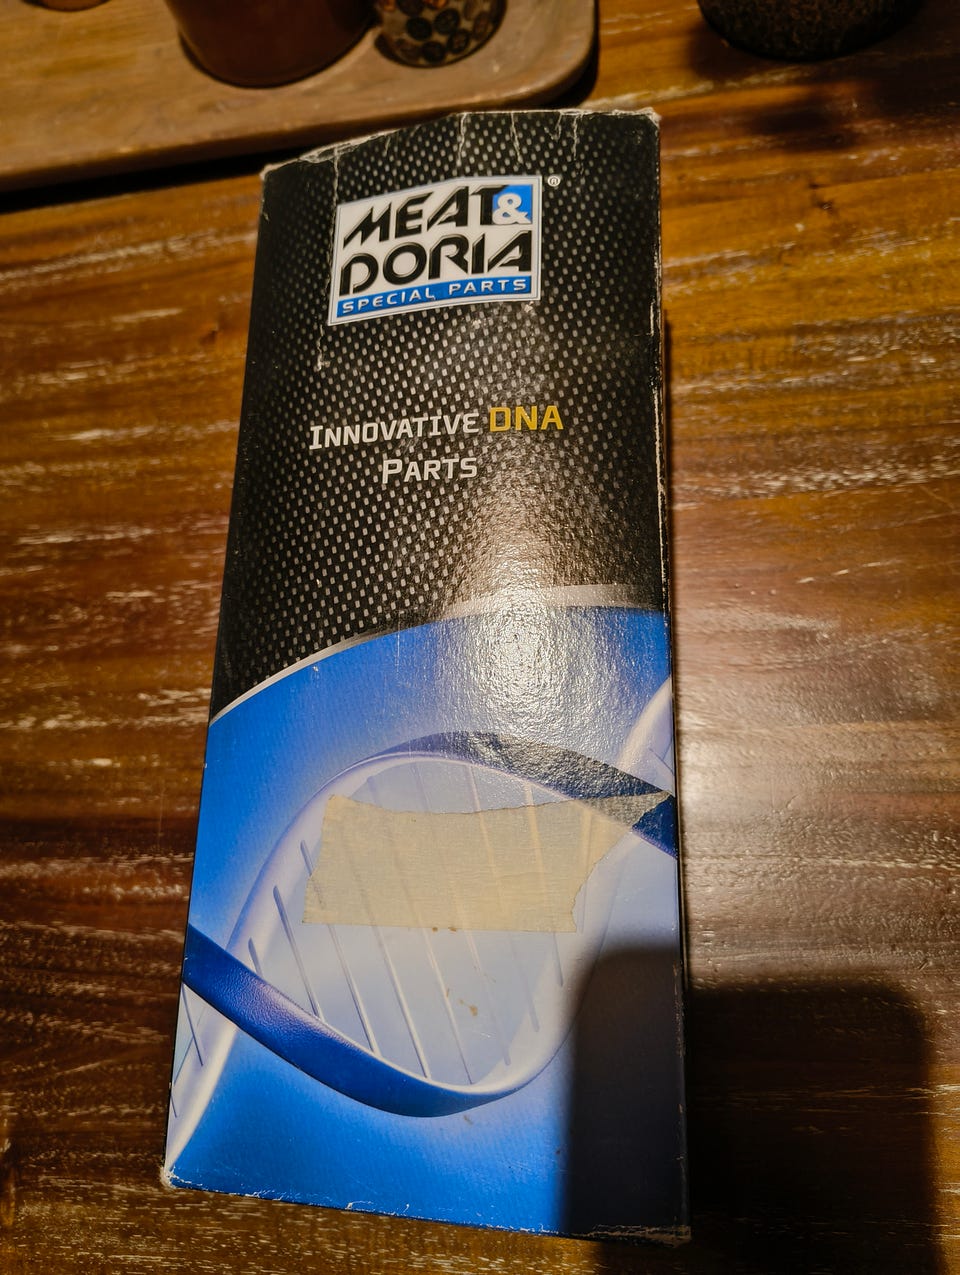 MEAT&
DORIA
SPECIAL PARTS
®
INNOVATIVE DNA
PARTS